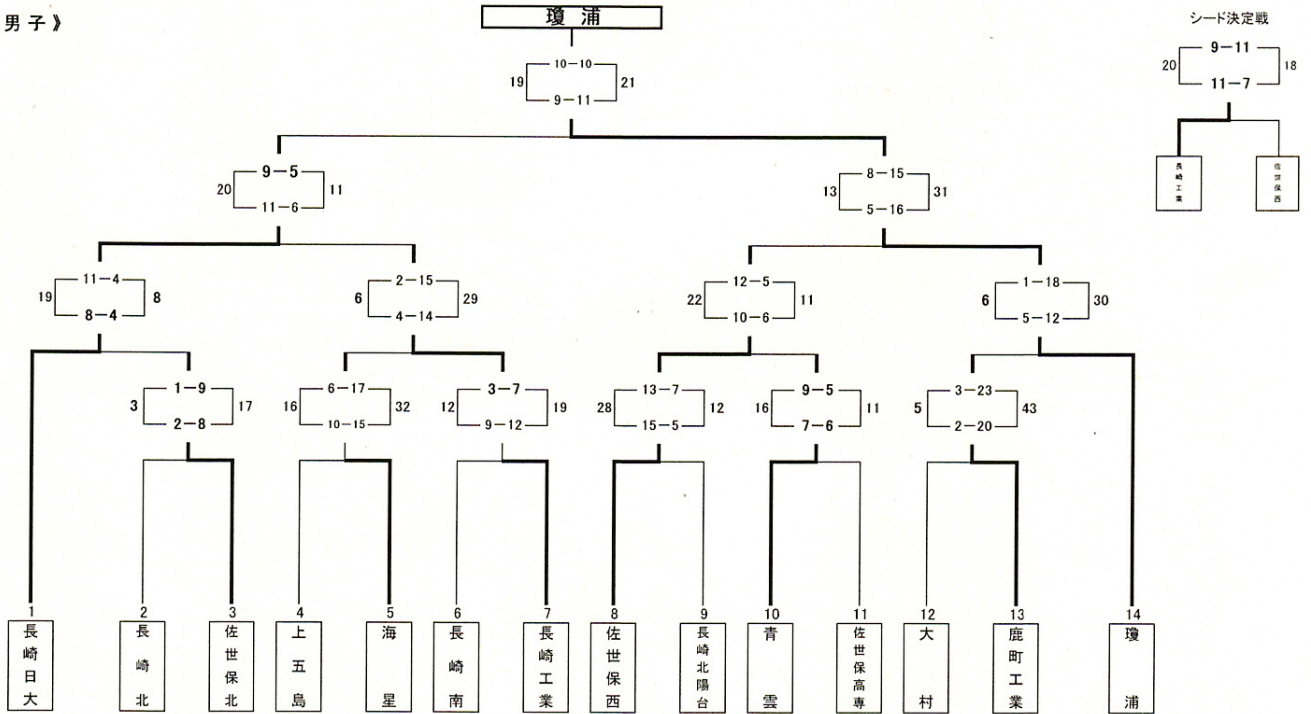 男 子 》
瓊 浦
シード決定戦
10－10
19 21
9－11
9－11
20 18
11－7
長崎工業
佐世保西
9－5
20 11
11－6
8－15
13 31
5－16
11－4
19 8
8－4
2－15
6 29
4－14
12－5
22 11
10－6
1－18
6 30
5－12
1－9
3 17
2－8
6－17
16 32
10－15
3－7
12 19
9－12
13－7
28 12
15－5
9－5
16 11
7－6
3－23
5 43
2－20
1 2 3 4 5 6 7 8 9 10 11 12 13 14
長崎日大
長崎北
佐世保北
上五島
海星
長崎南
長崎工業
佐世保西
長崎北陽台
青雲
佐世保高専
大村
鹿町工業
瓊浦